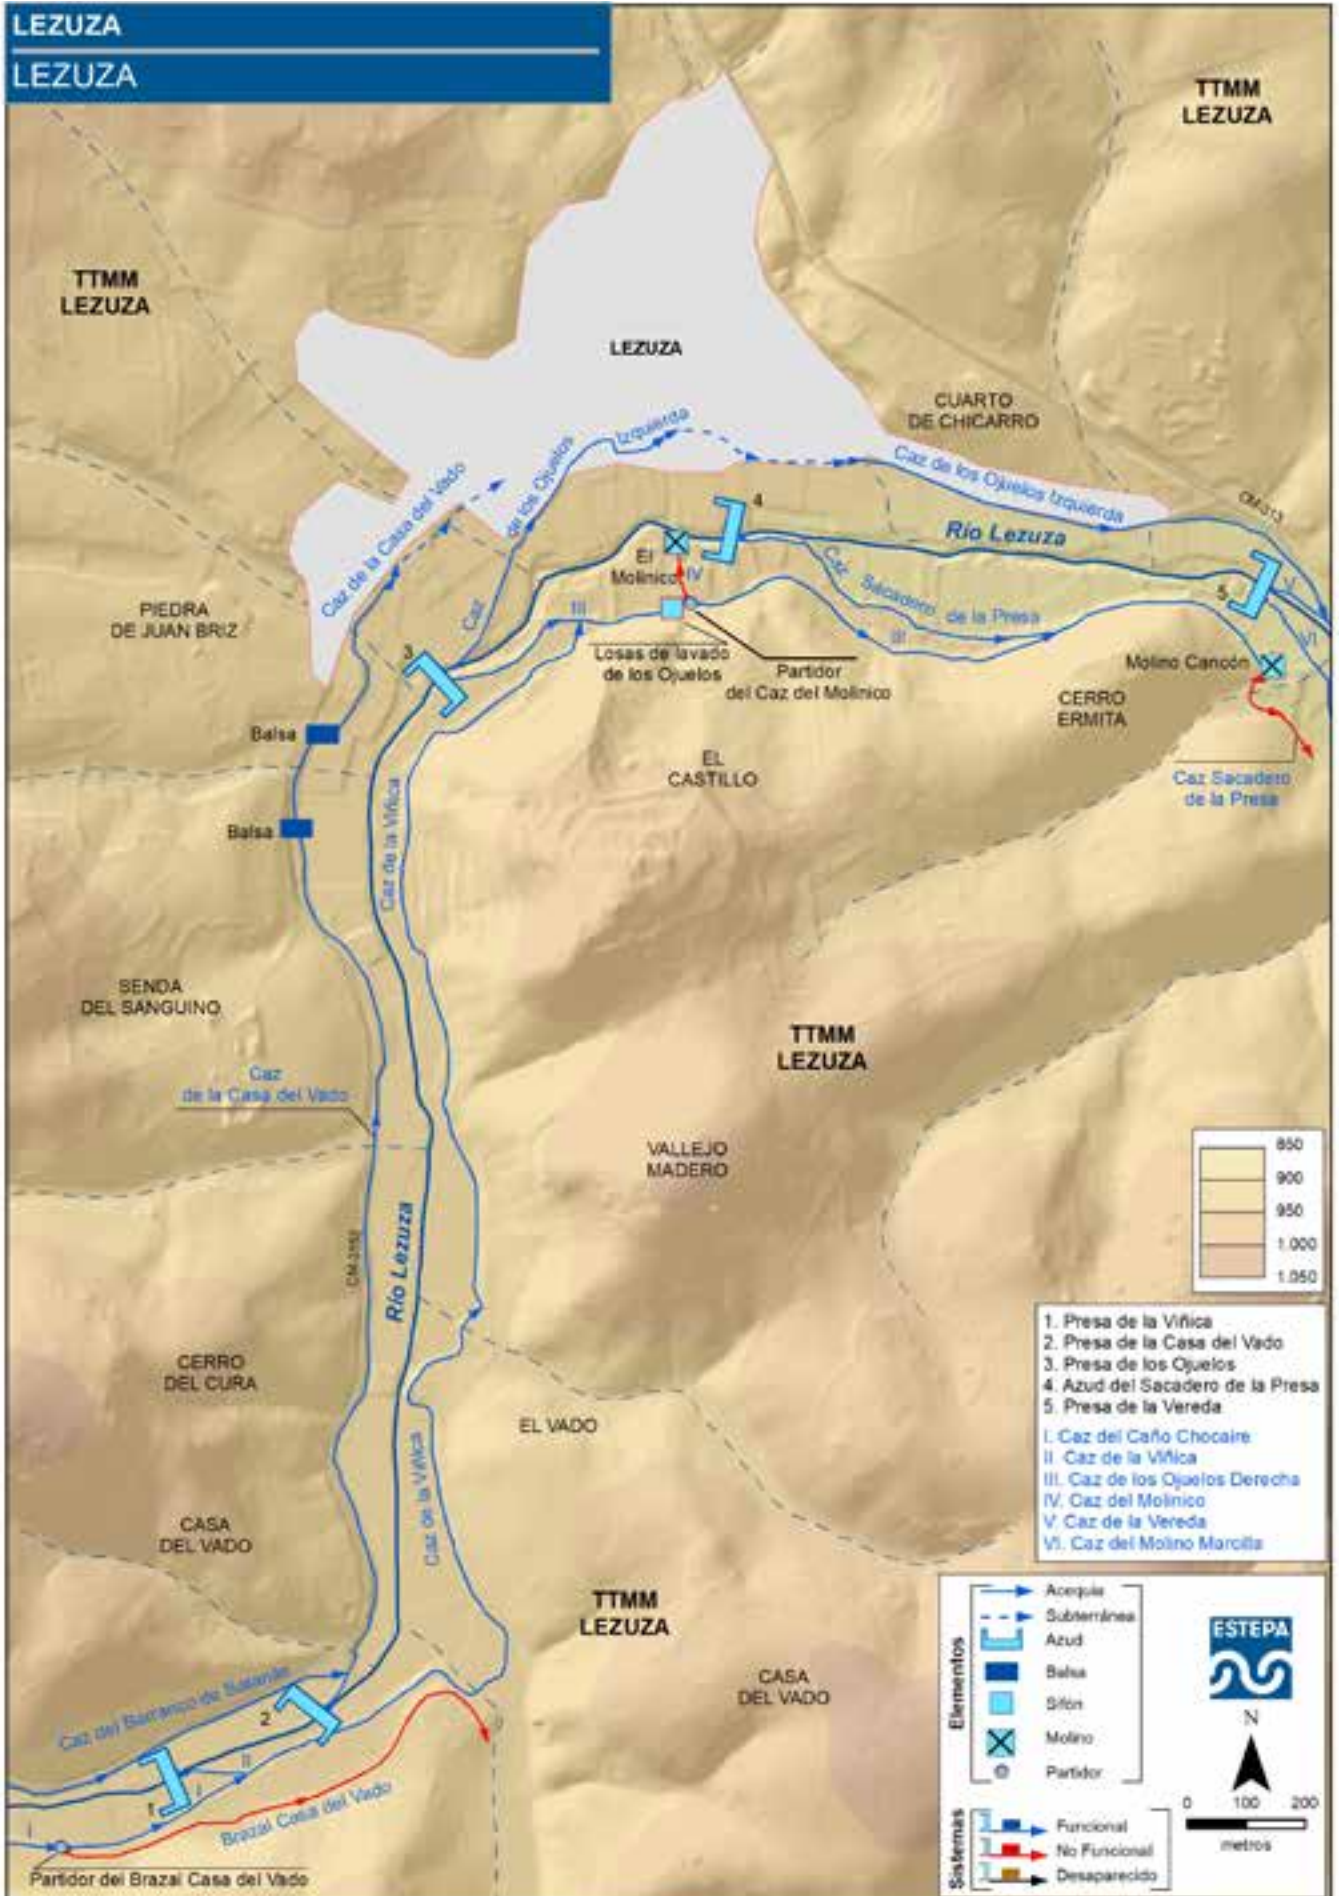 LEZUZA
LEZUZA
TTMM
LEZUZA
TTMM
LEZUZA
LEZUZA
CUARTO
DE CHICARRO
Caz de los Ojuelos Izquierda
Caz de los Ojuelos Izquierda
CM-313
Río Lezuza
Caz de la Casa del Vado
4
El
Molinico
IV
III
Caz Sacadero de la Presa
III
5
V
VI
PIEDRA
DE JUAN BRIZ
3
Losas de lavado
de los Ojuelos
Partidor
del Caz del Molinico
Molino Cancón
CERRO
ERMITA
Balsa
EL
CASTILLO
Caz Sacadero
de la Presa
Balsa
Caz de la Viñica
SENDA
DEL SANGUINO
TTMM
LEZUZA
Caz
de la Casa del Vado
VALLEJO
MADERO
850
900
950
1.000
1.050
Río Lezuza
CERRO
DEL CURA
EL VADO
1. Presa de la Viñica
2. Presa de la Casa del Vado
3. Presa de los Ojuelos
4. Azud del Sacadero de la Presa
5. Presa de la Vereda
I. Caz del Caño Chocaire
II. Caz de la Viñica
III. Caz de los Ojuelos Derecha
IV. Caz del Molinico
V. Caz de la Vereda
VI. Caz del Molino Marcilla
Caz de la Viñica
CASA
DEL VADO
TTMM
LEZUZA
CASA
DEL VADO
Caz del Barranco de
2
1
II
I
I
Brazal Casa del Vado
Partidor del Brazal Casa del Vado
Elementos
Acequia
Subterránea
Azud
Balsa
Sifón
Molino
Partidor
Sistemas
Funcional
No Funcional
Desaparecido
ESTEPA
N
0 100 200
metros